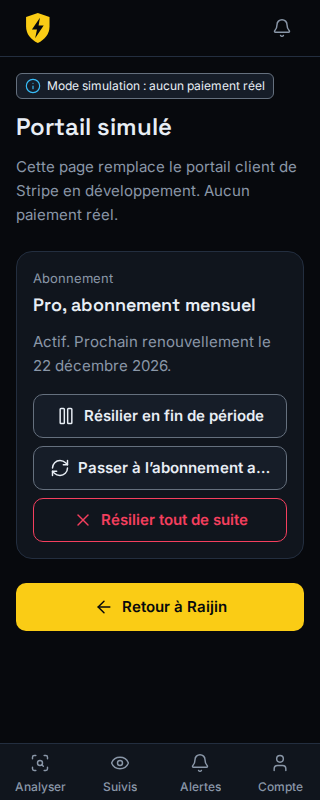 Mode simulation : aucun paiement réel
Portail simulé
Cette page remplace le portail client de
Stripe en développement. Aucun
paiement réel.
Abonnement
Pro, abonnement mensuel
Actif. Prochain renouvellement le
22 décembre 2026.
Résilier en fin de période
Passer à l’abonnement a…
Résilier tout de suite
Retour à Raijin
Analyser
Suivis
Alertes
Compte